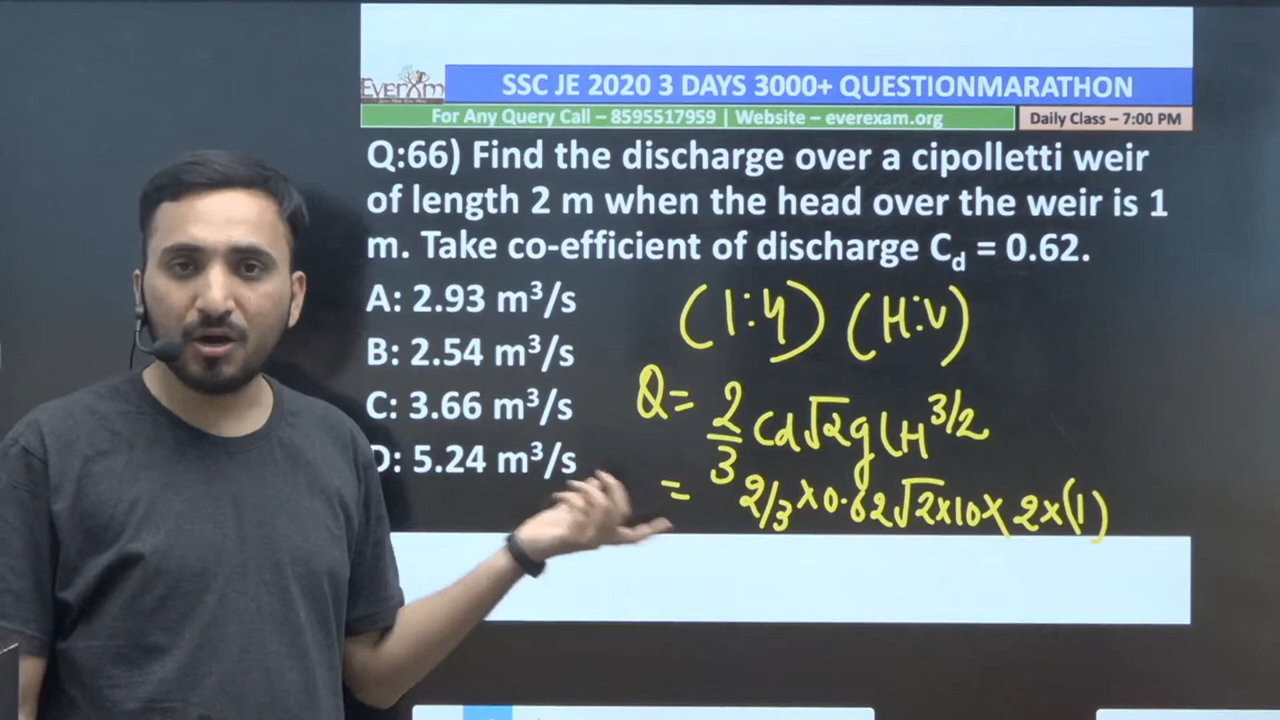 EverExam
SSC JE 2020 3 DAYS 3000+ QUESTIONMARATHON
For Any Query Call – 8595517959 | Website – everexam.org
Daily Class – 7:00 PM
Q:66) Find the discharge over a cipolletti weir
of length 2 m when the head over the weir is 1
m. Take co-efficient of discharge Cd = 0.62.
A: 2.93 m³/s
(1:4) (H:V)
B: 2.54 m³/s
C: 3.66 m³/s
Q= 2/3 Cd√2g LH^3/2
D: 5.24 m³/s
= 2/3 ×0.62√2×10× 2×(1)